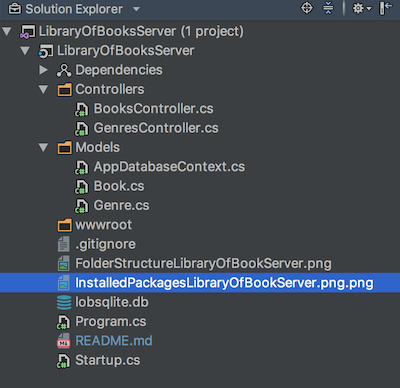 Solution Explorer
LibraryOfBooksServer (1 project)
LibraryOfBooksServer
Dependencies
Controllers
BooksController.cs
GenresController.cs
Models
AppDatabaseContext.cs
Book.cs
Genre.cs
wwwroot
.gitignore
FolderStructureLibraryOfBookServer.png
InstalledPackagesLibraryOfBookServer.png.png
lobsqlite.db
Program.cs
README.md
Startup.cs